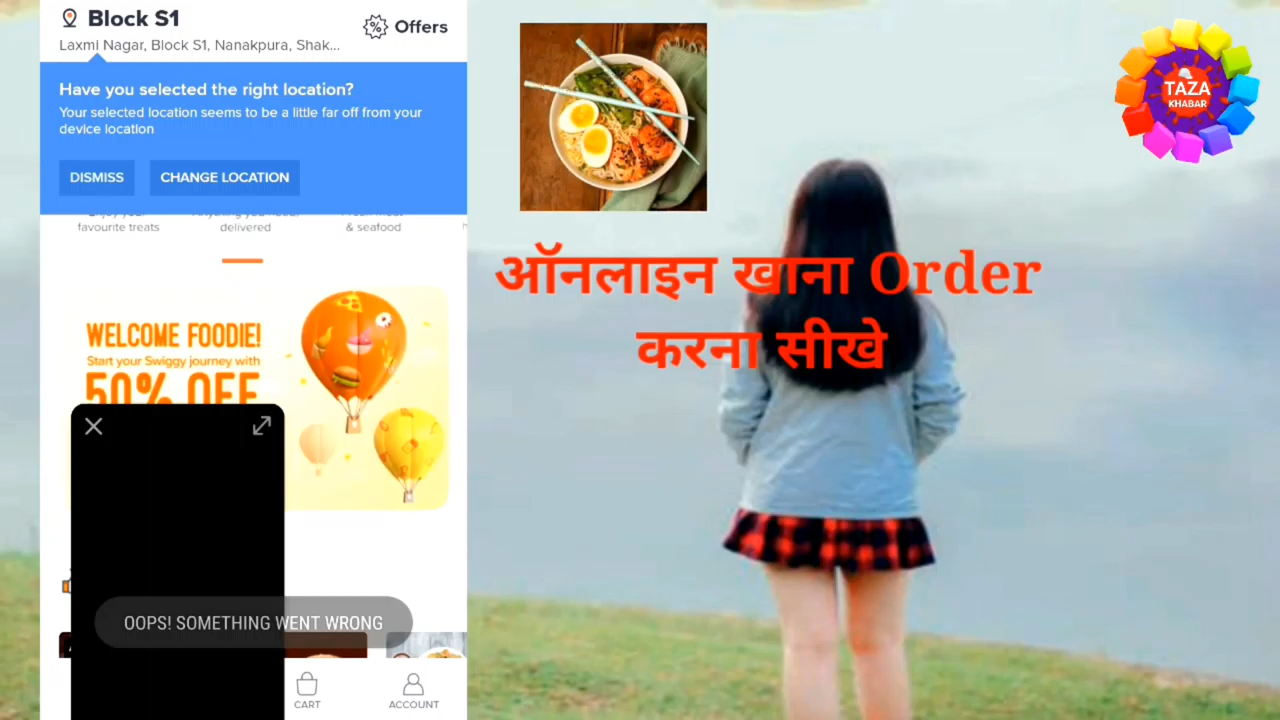 Block S1
Offers
Laxmi Nagar, Block S1, Nanakpura, Shak...
Have you selected the right location?
Your selected location seems to be a little far off from your
device location
DISMISS
CHANGE LOCATION
favourite treats
delivered
& seafood
WELCOME FOODIE!
Start your Swiggy journey with
50% OFF
OOPS! SOMETHING WENT WRONG
CART
ACCOUNT
ऑनलाइन खाना Order
करना सीखे
TAZA
KHABAR